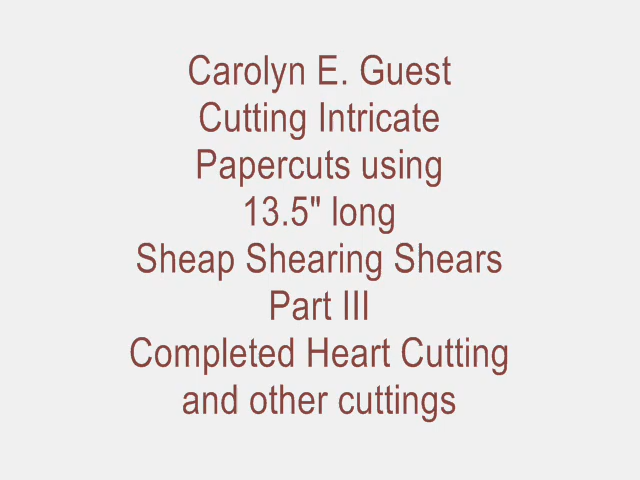 Carolyn E. Guest
Cutting Intricate
Papercuts using
13.5" long
Sheap Shearing Shears
Part III
Completed Heart Cutting
and other cuttings